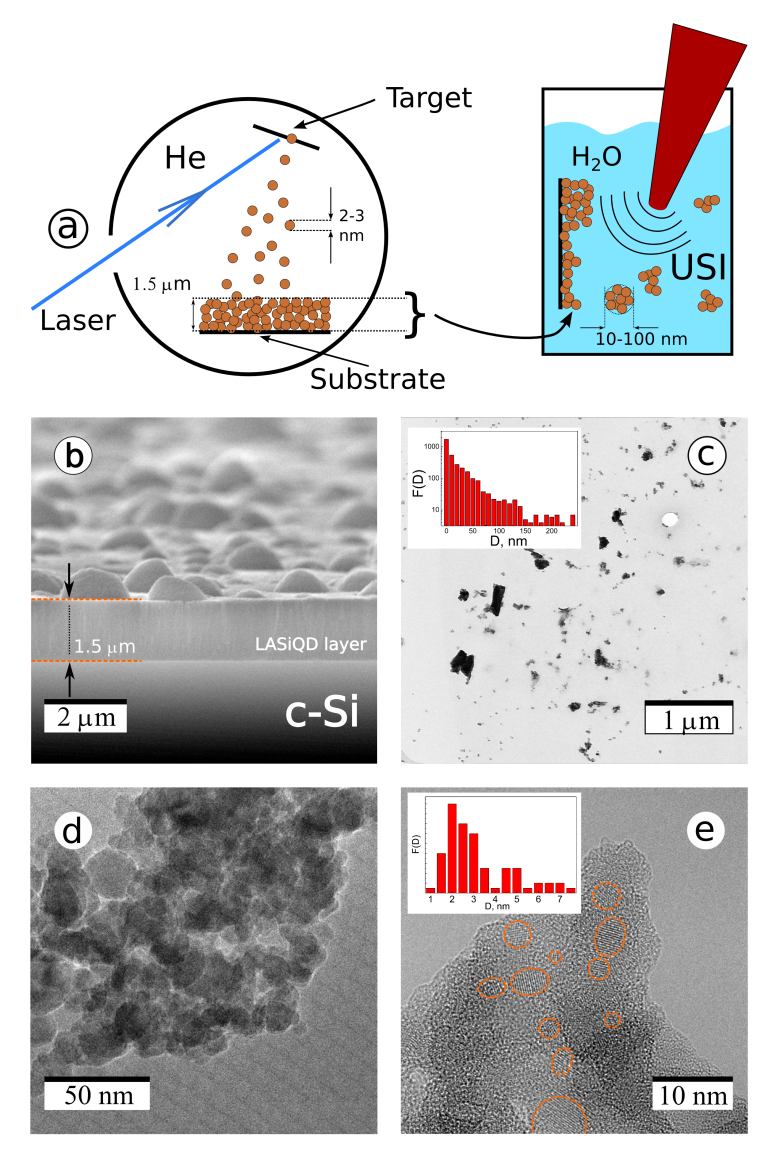 Target
He
H2O
a
2-3
nm
1.5 µm
USI
Laser
10-100 nm
Substrate
b
c
F(D)
1000
100
10
0 50 100 150 200
D, nm
1.5 µm
LASiQD layer
2 µm
c-Si
1 µm
d
e
F(D)
1 2 3 4 5 6 7
D, nm
50 nm
10 nm